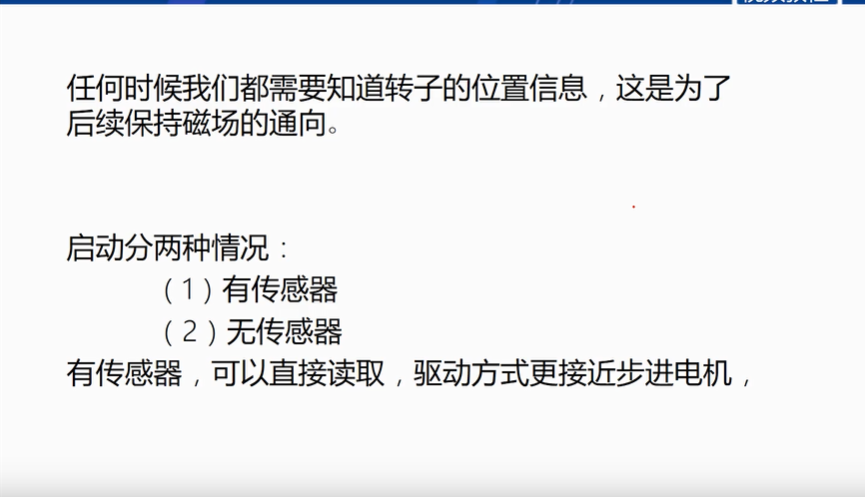 任何时候我们都需要知道转子的位置信息，这是为了
后续保持磁场的通向。
启动分两种情况：
（1）有传感器
（2）无传感器
有传感器，可以直接读取，驱动方式更接近步进电机，